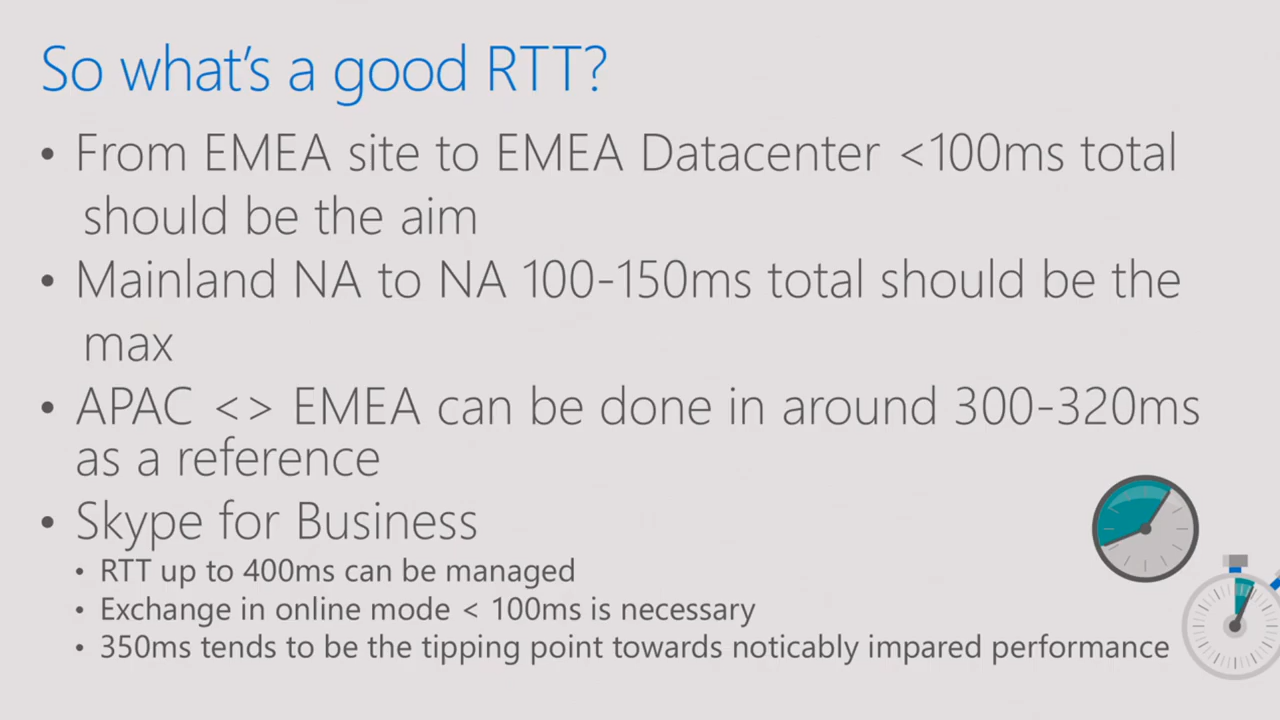 So what's a good RTT?
• From EMEA site to EMEA Datacenter <100ms total
should be the aim
• Mainland NA to NA 100-150ms total should be the
max
• APAC <> EMEA can be done in around 300-320ms
as a reference
• Skype for Business
• RTT up to 400ms can be managed
• Exchange in online mode < 100ms is necessary
• 350ms tends to be the tipping point towards noticably impared performance